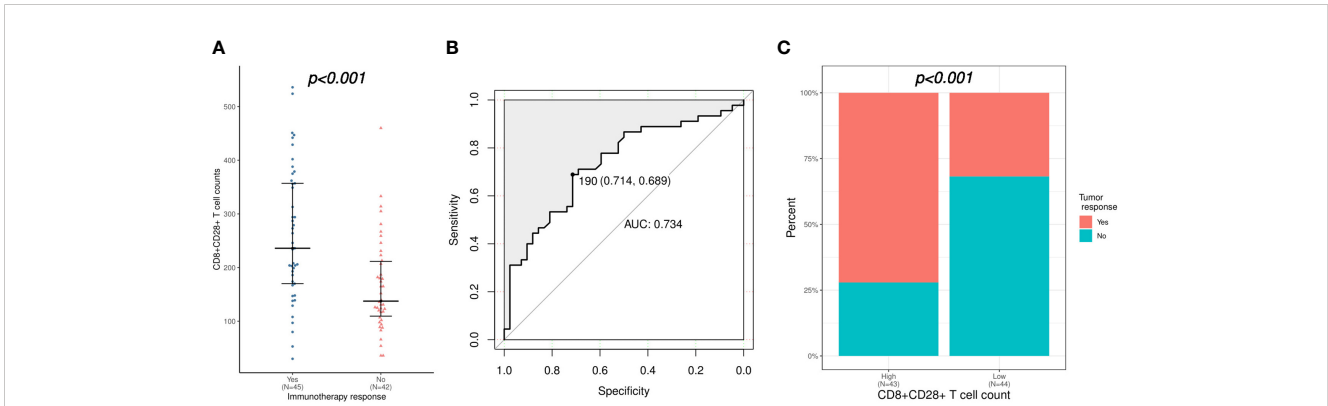 A
p<0.001
CD8+CD28+ T cell counts
500
400
300
200
100
Yes
(N=45)
No
(N=42)
Immunotherapy response
B
Sensitivity
1.0
0.8
0.6
0.4
0.2
0.0
190 (0.714, 0.689)
AUC: 0.734
1.0
0.8
0.6
0.4
0.2
0.0
Specificity
C
p<0.001
Percent
100%
75%
50%
25%
0%
High
(N=43)
Low
(N=44)
CD8+CD28+ T cell count
Tumor
response
Yes
No